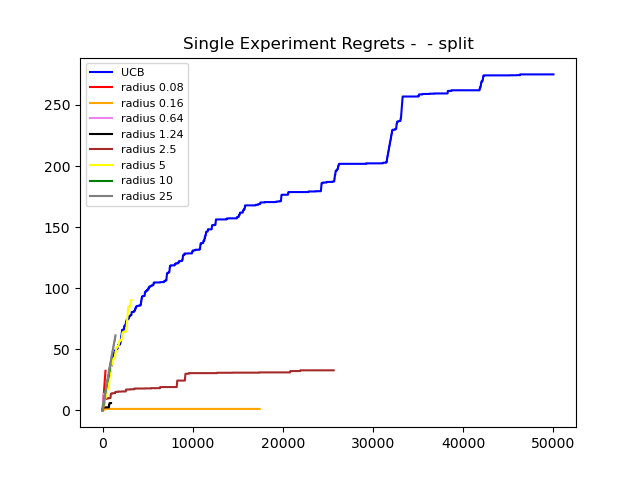 Single Experiment Regrets -  - split
UCB
radius 0.08
radius 0.16
radius 0.64
radius 1.24
radius 2.5
radius 5
radius 10
radius 25
250
200
150
100
50
0
0 10000 20000 30000 40000 50000